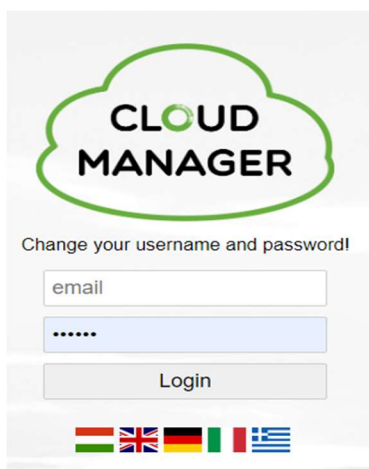 CLOUD
MANAGER
Change your username and password!
email
••••••
Login